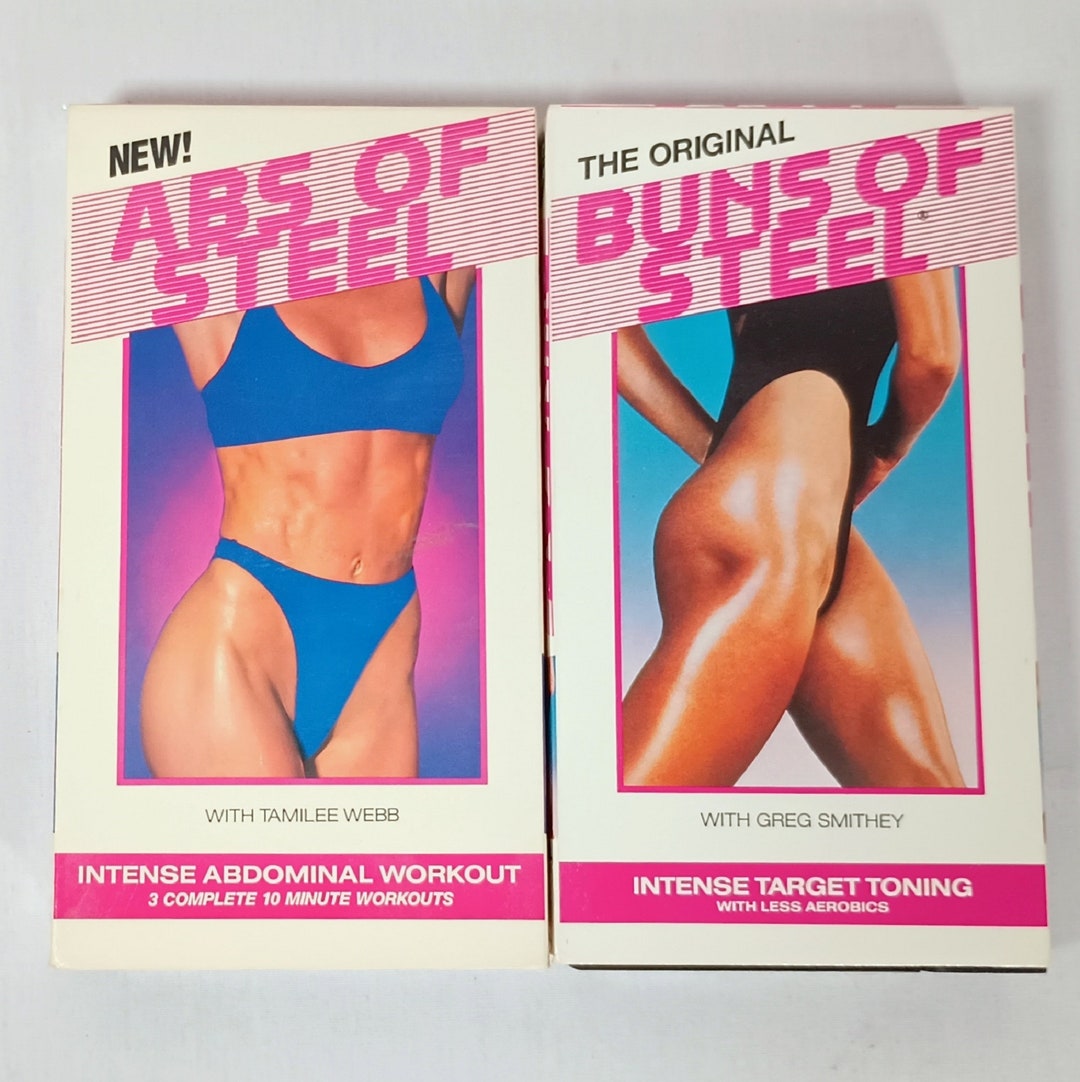 NEW!
ABS OF
STEEL
WITH TAMILEE WEBB
INTENSE ABDOMINAL WORKOUT
3 COMPLETE 10 MINUTE WORKOUTS
THE ORIGINAL
BUNS OF
STEEL®
WITH GREG SMITHEY
INTENSE TARGET TONING
WITH LESS AEROBICS